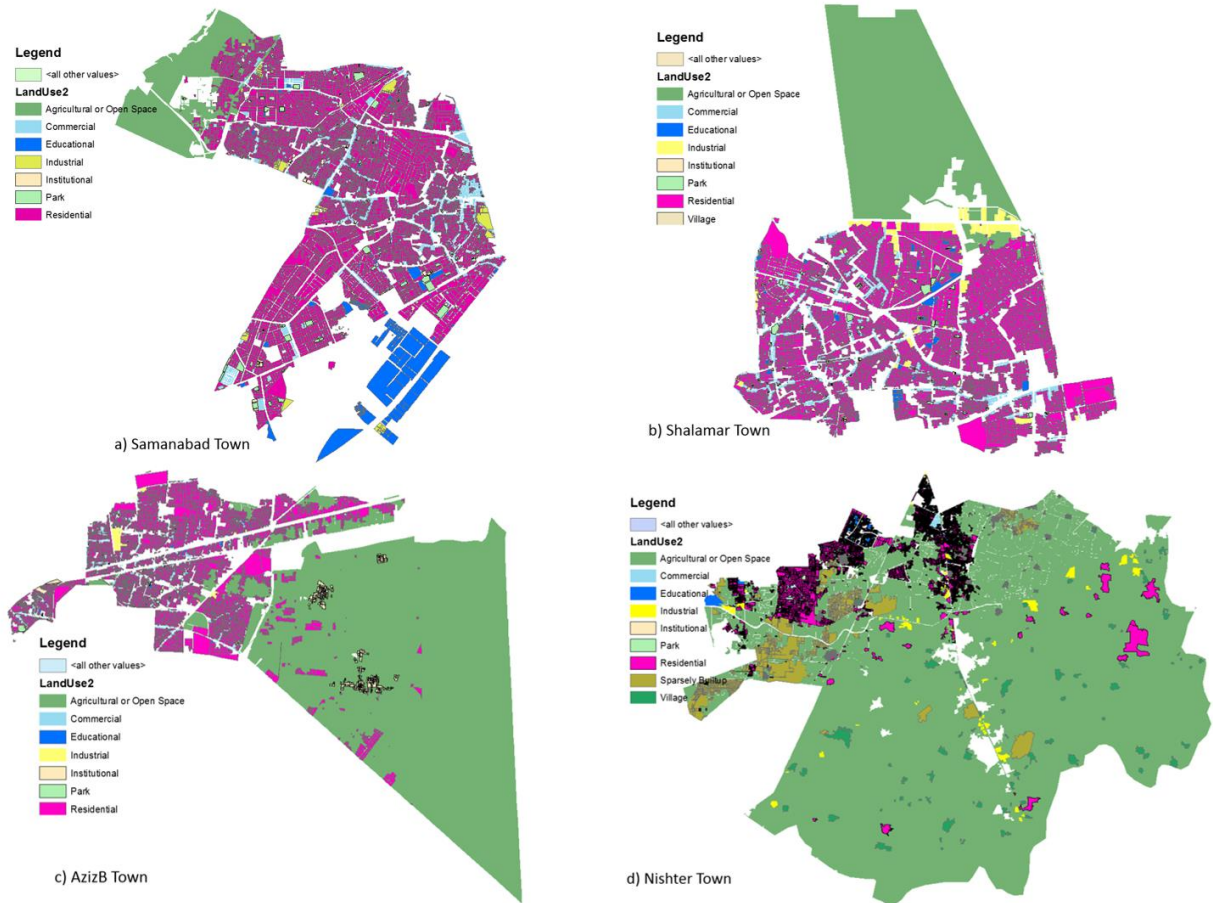 Legend
<all other values>
LandUse2
Agricultural or Open Space
Commercial
Educational
Industrial
Institutional
Park
Residential
a) Samanabad Town
Legend
<all other values>
LandUse2
Agricultural or Open Space
Commercial
Educational
Industrial
Institutional
Park
Residential
Village
b) Shalamar Town
Legend
<all other values>
LandUse2
Agricultural or Open Space
Commercial
Educational
Industrial
Institutional
Park
Residential
c) AzizB Town
Legend
<all other values>
LandUse2
Agricultural or Open Space
Commercial
Educational
Industrial
Institutional
Park
Residential
Sparsely Builtup
Village
d) Nishter Town